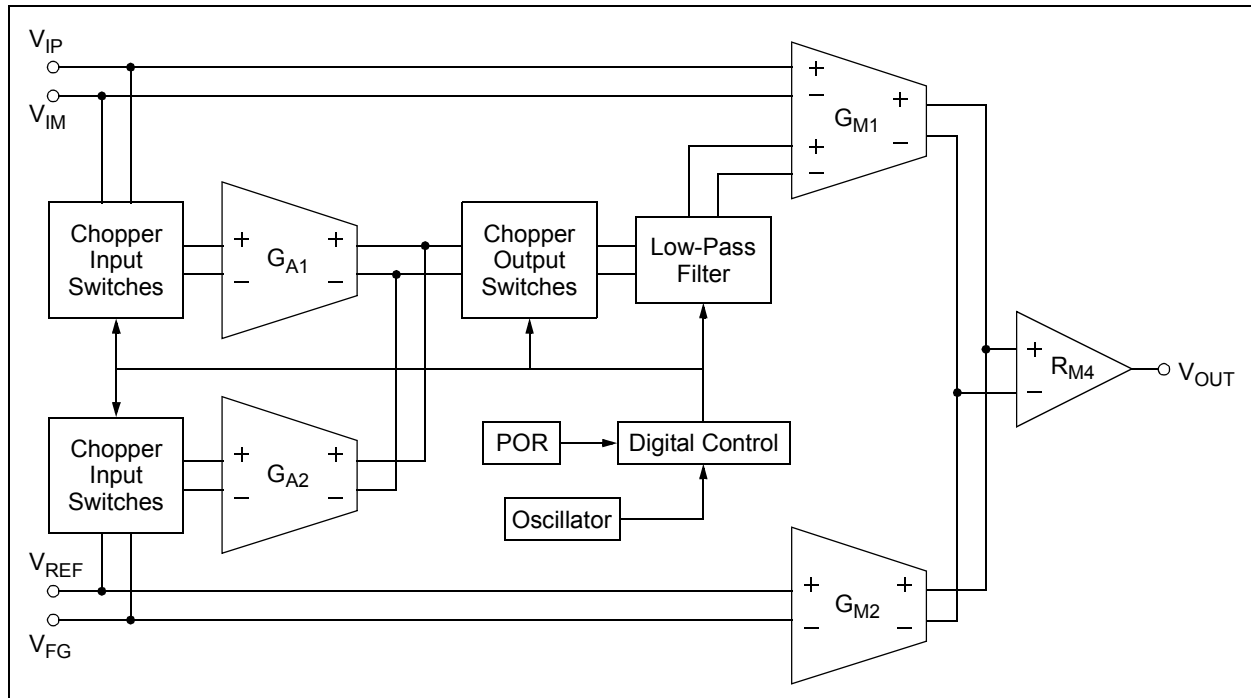 V_IP
V_IM
+
−
G_M1
+
−
+
−
Chopper
Input
Switches
+
−
G_A1
+
−
Chopper
Output
Switches
Low-Pass
Filter
+
−
R_M4
V_OUT
Chopper
Input
Switches
+
−
G_A2
+
−
POR
Digital Control
Oscillator
V_REF
V_FG
+
−
G_M2
+
−